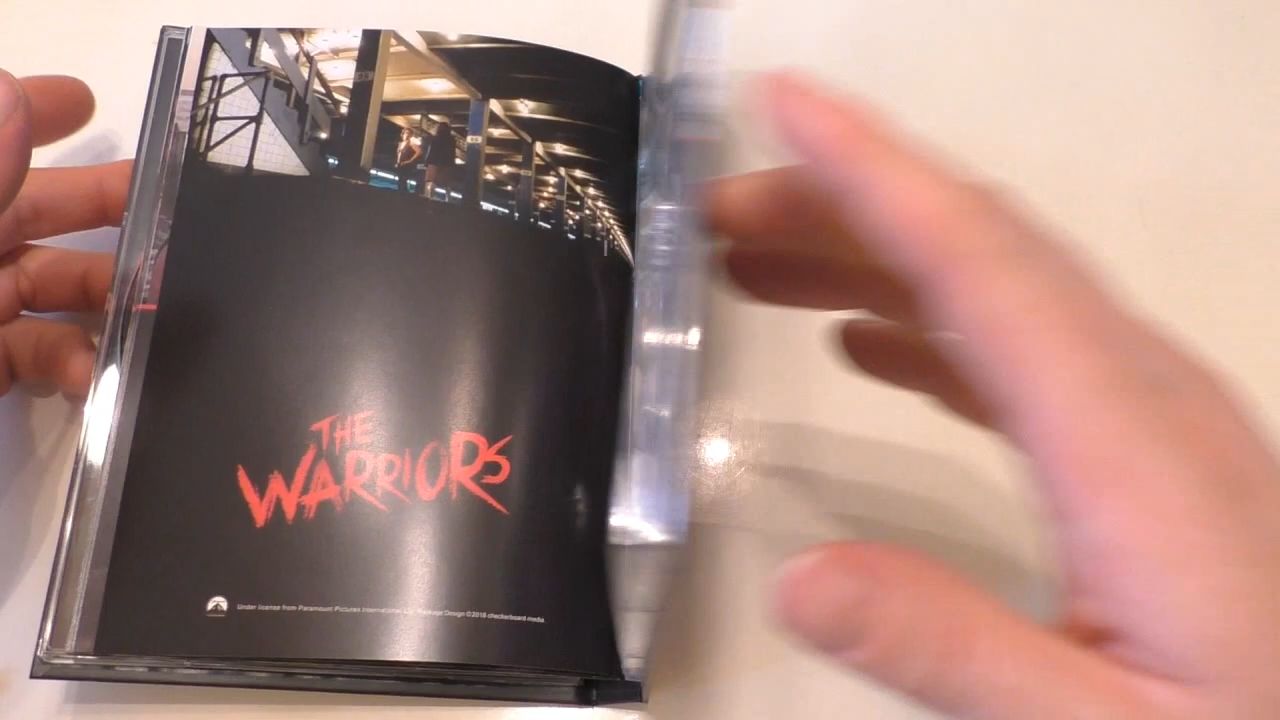 THE
WARRIORS
Under license from Paramount Pictures International Ltd. Package Design ©2018 checkerboard media